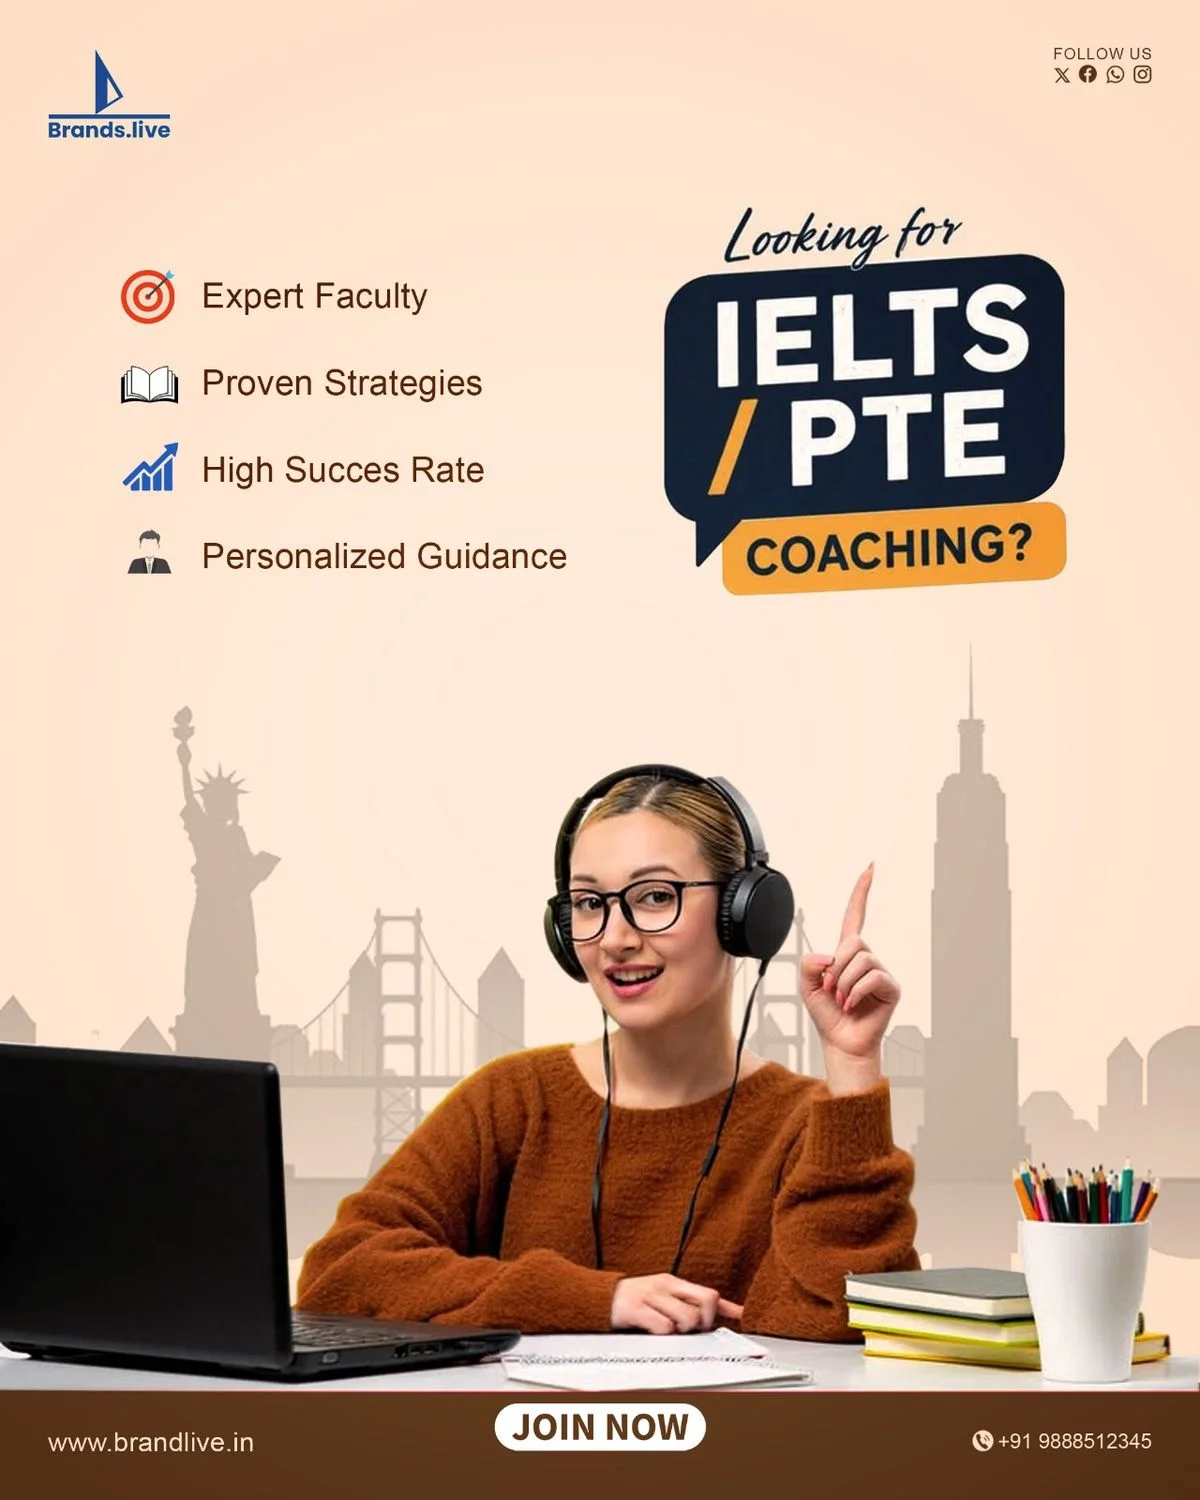 Brands.live
FOLLOW US
Looking for
IELTS
/ PTE
COACHING?
Expert Faculty
Proven Strategies
High Succes Rate
Personalized Guidance
JOIN NOW
www.brandlive.in
+91 9888512345